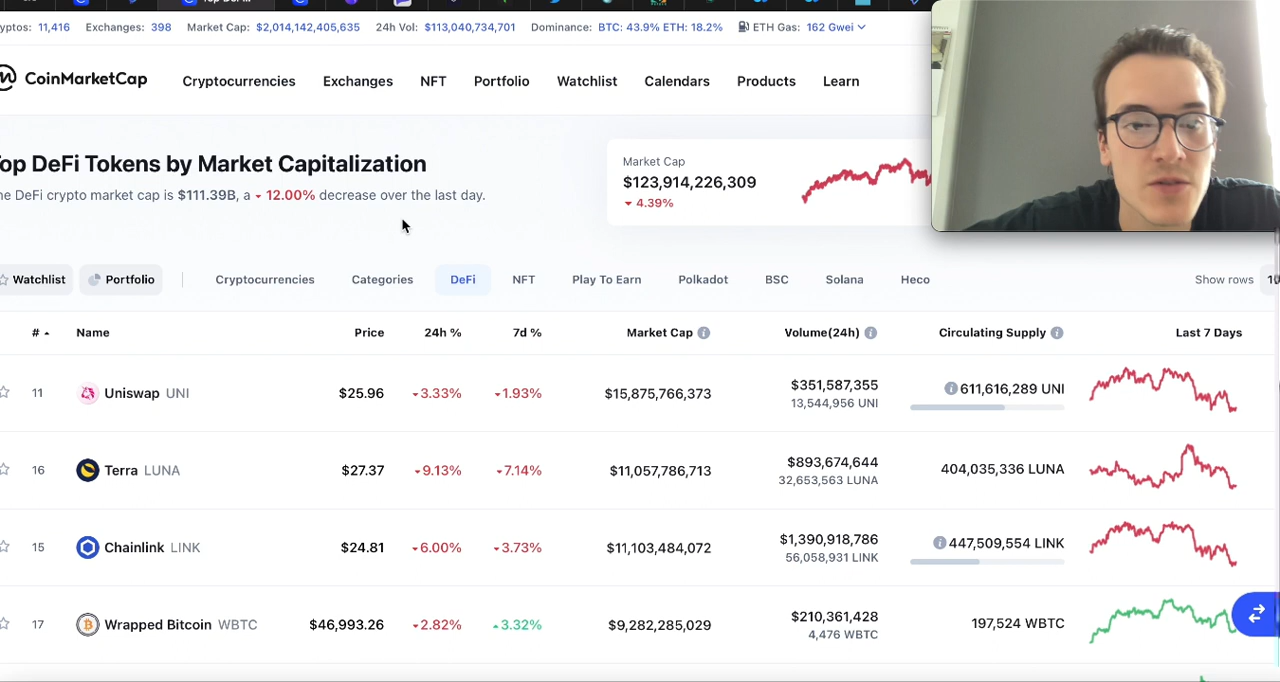 ptos: 11,416 Exchanges: 398 Market Cap: $2,014,142,405,635 24h Vol: $113,040,734,701 Dominance: BTC: 43.9% ETH: 18.2% ETH Gas: 162 Gwei
CoinMarketCap Cryptocurrencies Exchanges NFT Portfolio Watchlist Calendars Products Learn
op DeFi Tokens by Market Capitalization
he DeFi crypto market cap is $111.39B, a 12.00% decrease over the last day.
Market Cap
$123,914,226,309
4.39%
Watchlist Portfolio Cryptocurrencies Categories DeFi NFT Play To Earn Polkadot BSC Solana Heco Show rows 10
# Name Price 24h % 7d % Market Cap Volume(24h) Circulating Supply Last 7 Days
11 Uniswap UNI $25.96 3.33% 1.93% $15,875,766,373 $351,587,355 611,616,289 UNI
13,544,956 UNI
16 Terra LUNA $27.37 9.13% 7.14% $11,057,786,713 $893,674,644 404,035,336 LUNA
32,653,563 LUNA
15 Chainlink LINK $24.81 6.00% 3.73% $11,103,484,072 $1,390,918,786 447,509,554 LINK
56,058,931 LINK
17 Wrapped Bitcoin WBTC $46,993.26 2.82% 3.32% $9,282,285,029 $210,361,428 197,524 WBTC
4,476 WBTC